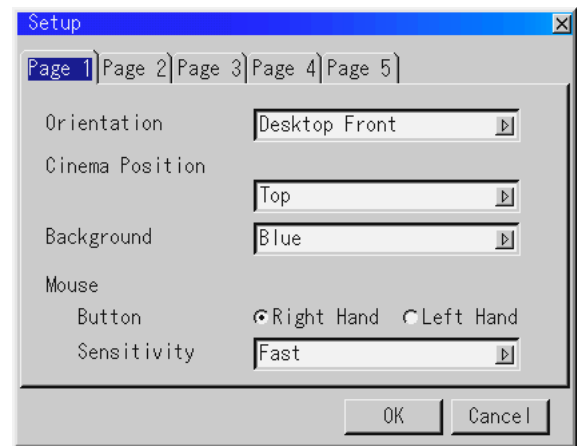 Setup
Page 1 Page 2 Page 3 Page 4 Page 5
Orientation Desktop Front
Cinema Position
Top
Background Blue
Mouse
Button Right Hand Left Hand
Sensitivity Fast
OK Cancel